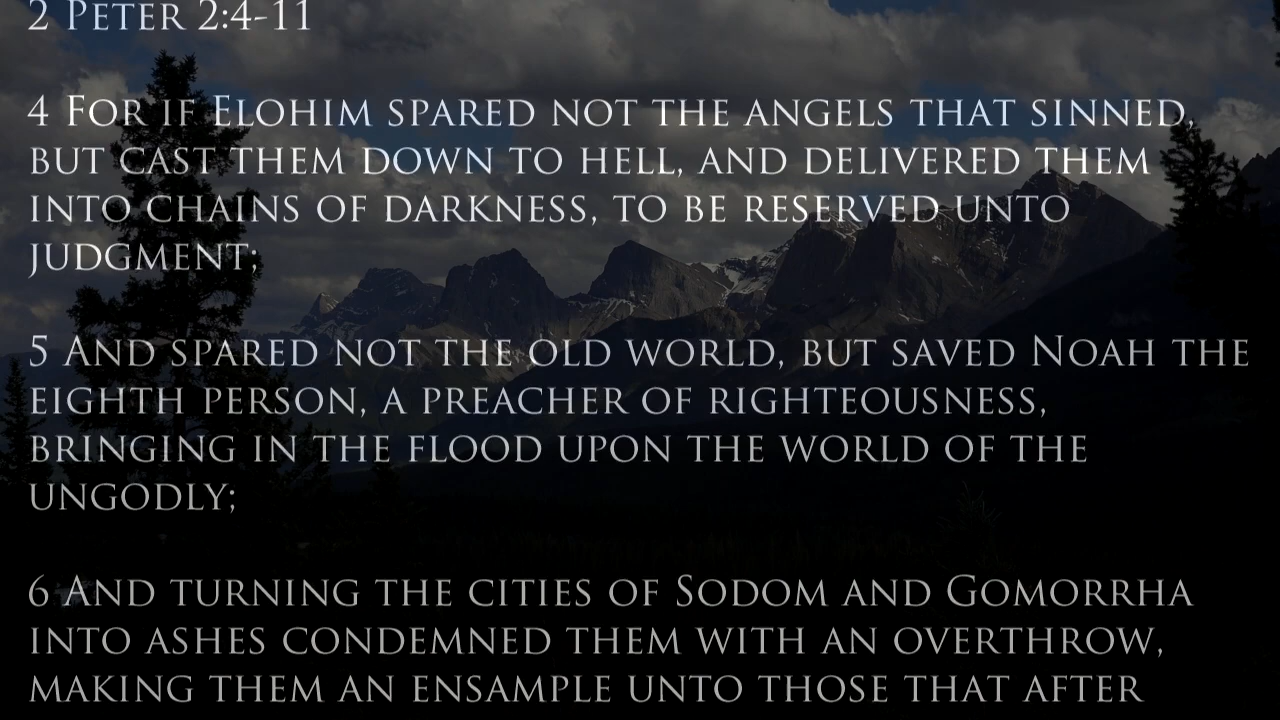 2 Peter 2:4-11
4 For if Elohim spared not the angels that sinned,
but cast them down to hell, and delivered them
into chains of darkness, to be reserved unto
judgment;
5 And spared not the old world, but saved Noah the
eighth person, a preacher of righteousness,
bringing in the flood upon the world of the
ungodly;
6 And turning the cities of Sodom and Gomorrha
into ashes condemned them with an overthrow,
making them an ensample unto those that after